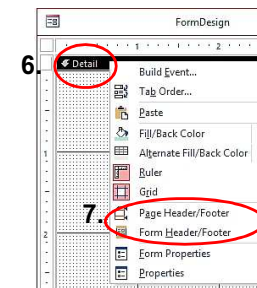 FormDesign
1 2
6. Detail
Build Event...
Tab Order...
Paste
Fill/Back Color
1 Alternate Fill/Back Color
Ruler
Grid
7. Page Header/Footer
2 Form Header/Footer
Form Properties
Properties